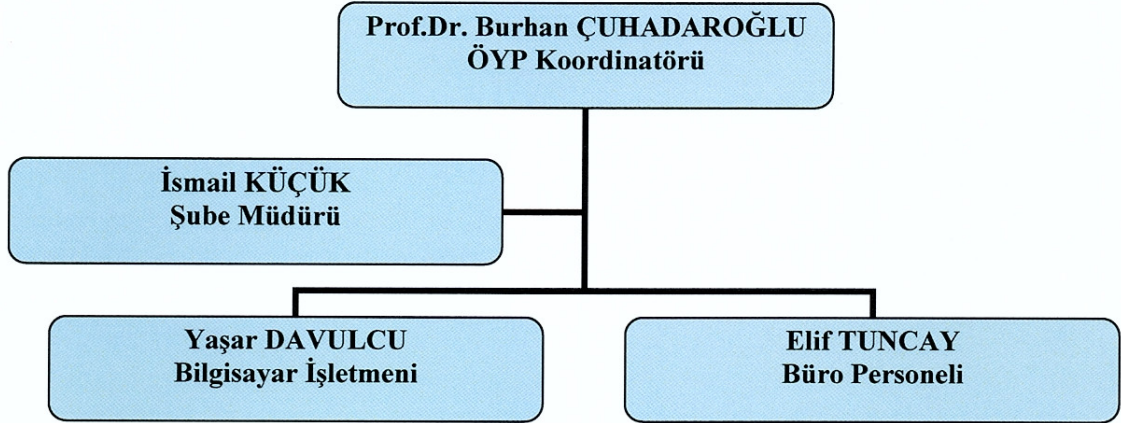 Prof.Dr. Burhan ÇUHADAROĞLU
ÖYP Koordinatörü
İsmail KÜÇÜK
Şube Müdürü
Yaşar DAVULCU
Bilgisayar İşletmeni
Elif TUNCAY
Büro Personeli